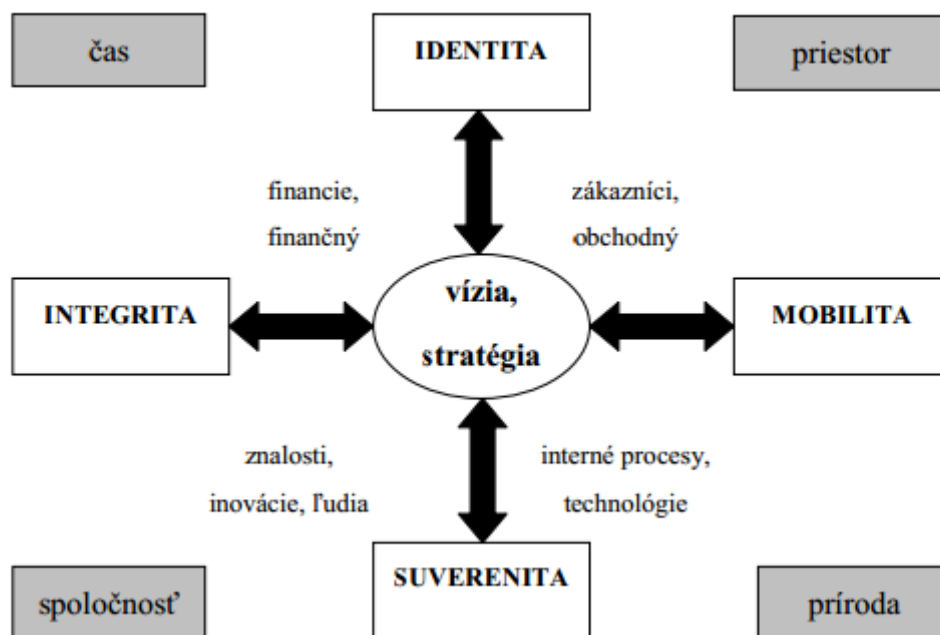 čas
IDENTITA
priestor
financie,
finančný
zákazníci,
obchodný
INTEGRITA
vízia,
stratégia
MOBILITA
znalosti,
inovácie, ľudia
interné procesy,
technológie
spoločnosť
SUVERENITA
príroda